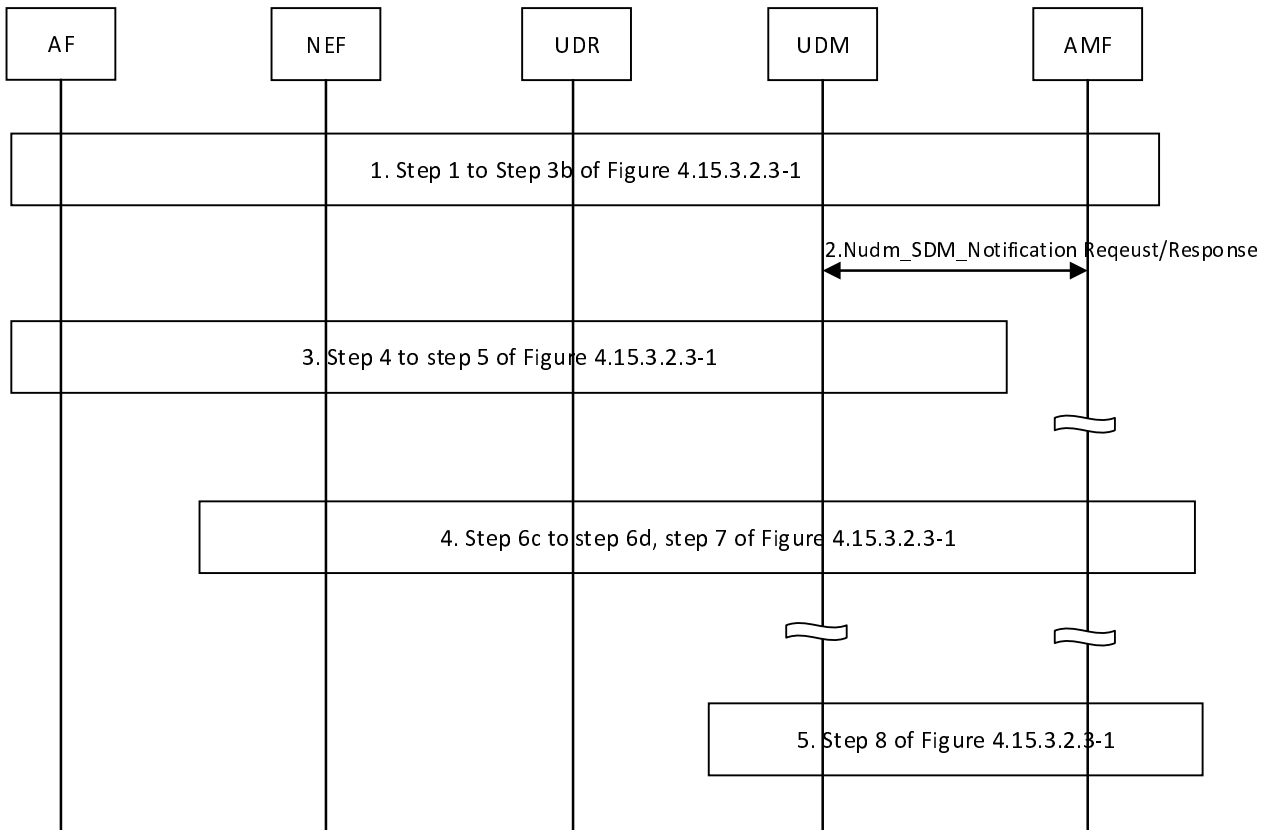 AF
NEF
UDR
UDM
AMF
1. Step 1 to Step 3b of Figure 4.15.3.2.3-1
2.Nudm_SDM_Notification Reqeust/Response
3. Step 4 to step 5 of Figure 4.15.3.2.3-1
4. Step 6c to step 6d, step 7 of Figure 4.15.3.2.3-1
5. Step 8 of Figure 4.15.3.2.3-1